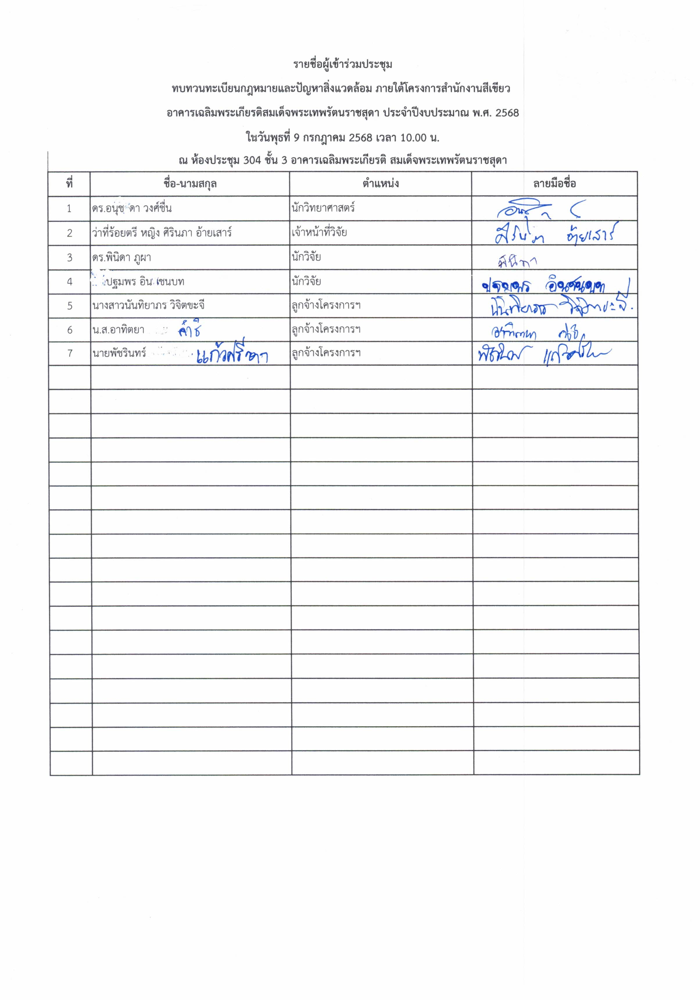 รายชื่อผู้เข้าร่วมประชุม
ทบทวนทะเบียนกฎหมายและปัญหาสิ่งแวดล้อม ภายใต้โครงการสำนักงานสีเขียว
อาคารเฉลิมพระเกียรติสมเด็จพระเทพรัตนราชสุดา ประจำปีงบประมาณ พ.ศ. 2568
ในวันพุธที่ 9 กรกฎาคม 2568 เวลา 10.00 น.
ณ ห้องประชุม 304 ชั้น 3 อาคารเฉลิมพระเกียรติ สมเด็จพระเทพรัตนราชสุดา
ที่ ชื่อ-นามสกุล ตำแหน่ง ลายมือชื่อ
1 ดร.อนุช ดา วงศ์ชื่น นักวิทยาศาสตร์
2 ว่าที่ร้อยตรี หญิง ศิรินภา อ้ายเสาร์ เจ้าหน้าที่วิจัย ศิรินภา อ้ายเสาร์
3 ดร.พินิดา ภูผา นักวิจัย พินิดา
4 ปฐมพร อิน เชนบท นักวิจัย ปฐมพร อินเชนบท
5 นางสาวนันทิยาภร วิจิตขะจี ลูกจ้างโครงการฯ นันทิยาภร วิจิตขะจี
6 น.ส.อาทิตยา คำธิ ลูกจ้างโครงการฯ อาทิตยา คำธิ
7 นายพัชรินทร์ แก้วศรีทา ลูกจ้างโครงการฯ พัชรินทร์ แก้วศรีทา